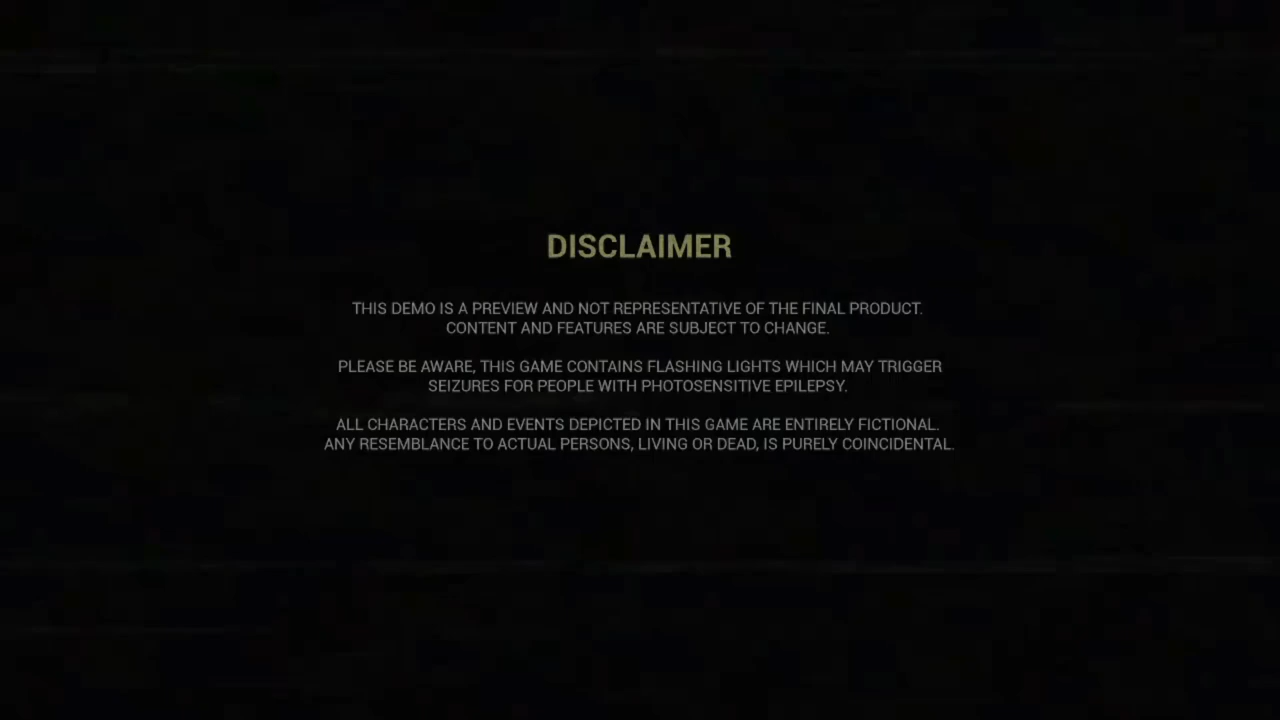 DISCLAIMER
THIS DEMO IS A PREVIEW AND NOT REPRESENTATIVE OF THE FINAL PRODUCT.
CONTENT AND FEATURES ARE SUBJECT TO CHANGE.
PLEASE BE AWARE, THIS GAME CONTAINS FLASHING LIGHTS WHICH MAY TRIGGER
SEIZURES FOR PEOPLE WITH PHOTOSENSITIVE EPILEPSY.
ALL CHARACTERS AND EVENTS DEPICTED IN THIS GAME ARE ENTIRELY FICTIONAL.
ANY RESEMBLANCE TO ACTUAL PERSONS, LIVING OR DEAD, IS PURELY COINCIDENTAL.